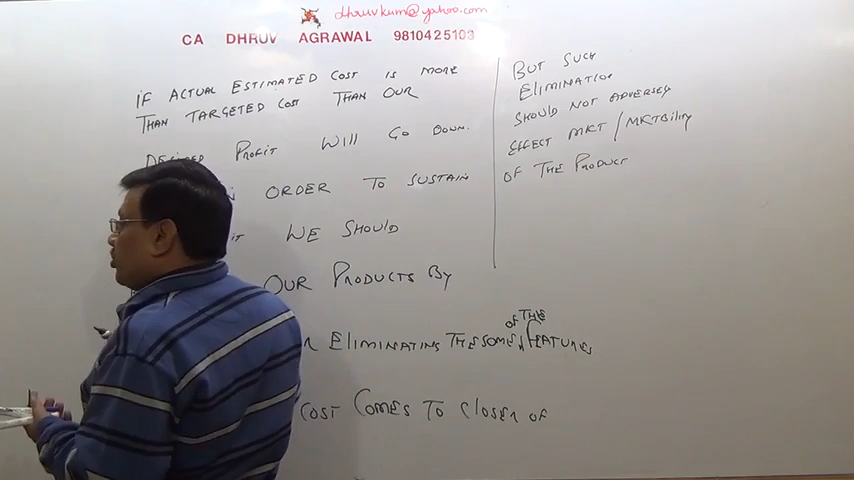 dhruvkum@yahoo.com
CA DHRUV AGRAWAL 9810425103
IF ACTUAL ESTIMATED COST IS MORE
THAN TARGETED COST THAN OUR
PROFIT WILL GO DOWN.
ORDER TO SUSTAIN
WE SHOULD
OUR PRODUCTS BY
ELIMINATING THE SOME OF THE FEATURES
COST COMES TO CLOSER OF
BUT SUCH
ELIMINATION
SHOULD NOT ADVERSEY
EFFECT MKT / MKTBility
OF THE PRODUCT